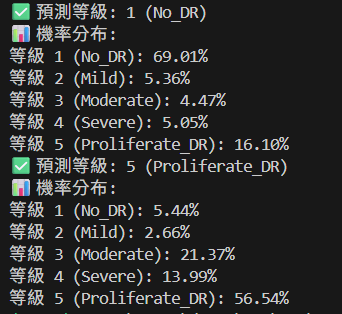 ✅ 預測等級: 1 (No_DR)
📊 機率分布:
等級 1 (No_DR): 69.01%
等級 2 (Mild): 5.36%
等級 3 (Moderate): 4.47%
等級 4 (Severe): 5.05%
等級 5 (Proliferate_DR): 16.10%
✅ 預測等級: 5 (Proliferate_DR)
📊 機率分布:
等級 1 (No_DR): 5.44%
等級 2 (Mild): 2.66%
等級 3 (Moderate): 21.37%
等級 4 (Severe): 13.99%
等級 5 (Proliferate_DR): 56.54%